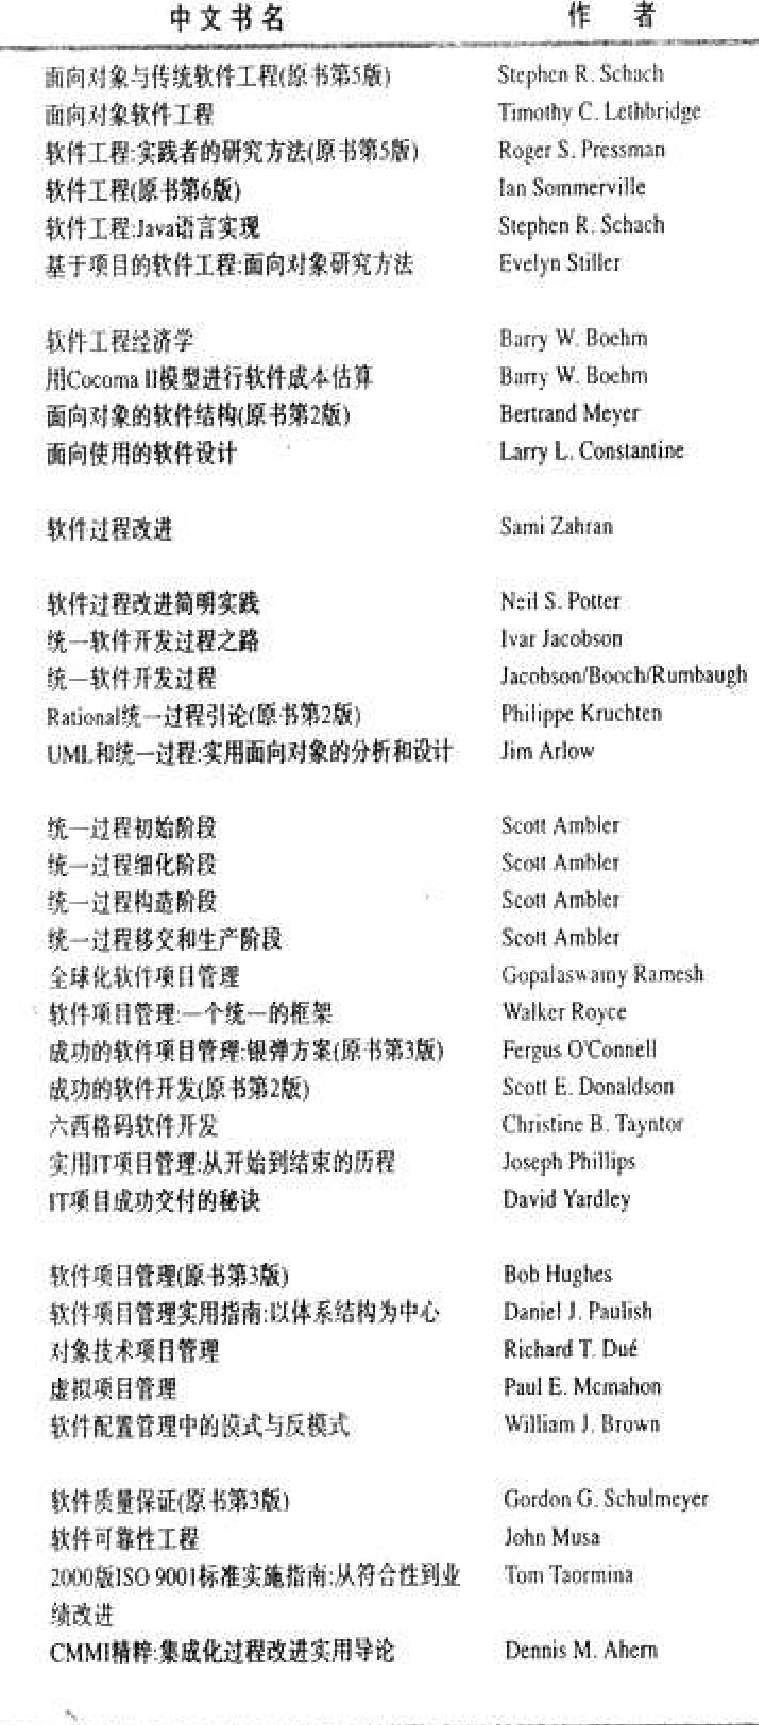 中文书名 作者
面向对象与传统软件工程(原书第5版) Stephen R. Schach
面向对象软件工程 Timothy C. Lethbridge
软件工程:实践者的研究方法(原书第5版) Roger S. Pressman
软件工程(原书第6版) Ian Sommerville
软件工程:Java语言实现 Stephen R. Schach
基于项目的软件工程:面向对象研究方法 Evelyn Stiller
软件工程经济学 Barry W. Boehm
用Cocoma II模型进行软件成本估算 Barry W. Boehm
面向对象的软件结构(原书第2版) Bertrand Meyer
面向使用的软件设计 Larry L. Constantine
软件过程改进 Sami Zahran
软件过程改进简明实践 Neil S. Potter
统一软件开发过程之路 Ivar Jacobson
统一软件开发过程 Jacobson/Booch/Rumbaugh
Rational统一过程引论(原书第2版) Philippe Kruchten
UML和统一过程:实用面向对象的分析和设计 Jim Arlow
统一过程初始阶段 Scott Ambler
统一过程细化阶段 Scott Ambler
统一过程构造阶段 Scott Ambler
统一过程移交和生产阶段 Scott Ambler
全球化软件项目管理 Gopalaswamy Ramesh
软件项目管理:一个统一的框架 Walker Royce
成功的软件项目管理:银弹方案(原书第3版) Fergus O'Connell
成功的软件开发(原书第2版) Scott E. Donaldson
六西格码软件开发 Christine B. Tayntor
实用IT项目管理:从开始到结束的历程 Joseph Phillips
IT项目成功交付的秘诀 David Yardley
软件项目管理(原书第3版) Bob Hughes
软件项目管理实用指南:以体系结构为中心 Daniel J. Paulish
对象技术项目管理 Richard T. Dué
虚拟项目管理 Paul E. Mcmahon
软件配置管理中的模式与反模式 William J. Brown
软件质量保证(原书第3版) Gordon G. Schulmeyer
软件可靠性工程 John Musa
2000版ISO 9001标准实施指南:从符合性到业 Tom Taormina
绩改进
CMMI精粹:集成化过程改进实用导论 Dennis M. Ahern